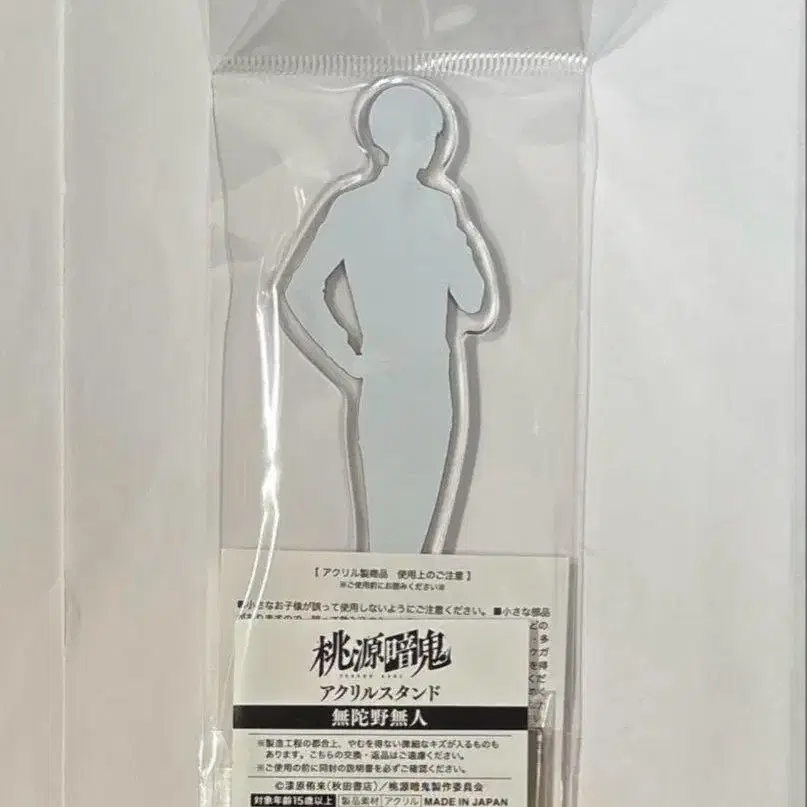 【 アクリル製商品　使用上のご注意 】
※ご使用前にお読みください※
■小さなお子様が誤って使用しないようにご注意ください。 ■小さな部品
桃源暗鬼
TOUGEN ANKI
アクリルスタンド
無陀野無人
※製造工程の都合上、やむを得ない微細なキズが入るものも
あります。こちらの交換・返品はご遠慮ください。
※ご使用の前に同封の説明書を必ずご確認ください。
©漆原侑来(秋田書店)/桃源暗鬼製作委員会
対象年齢15歳以上 製品素材 アクリル MADE IN JAPAN